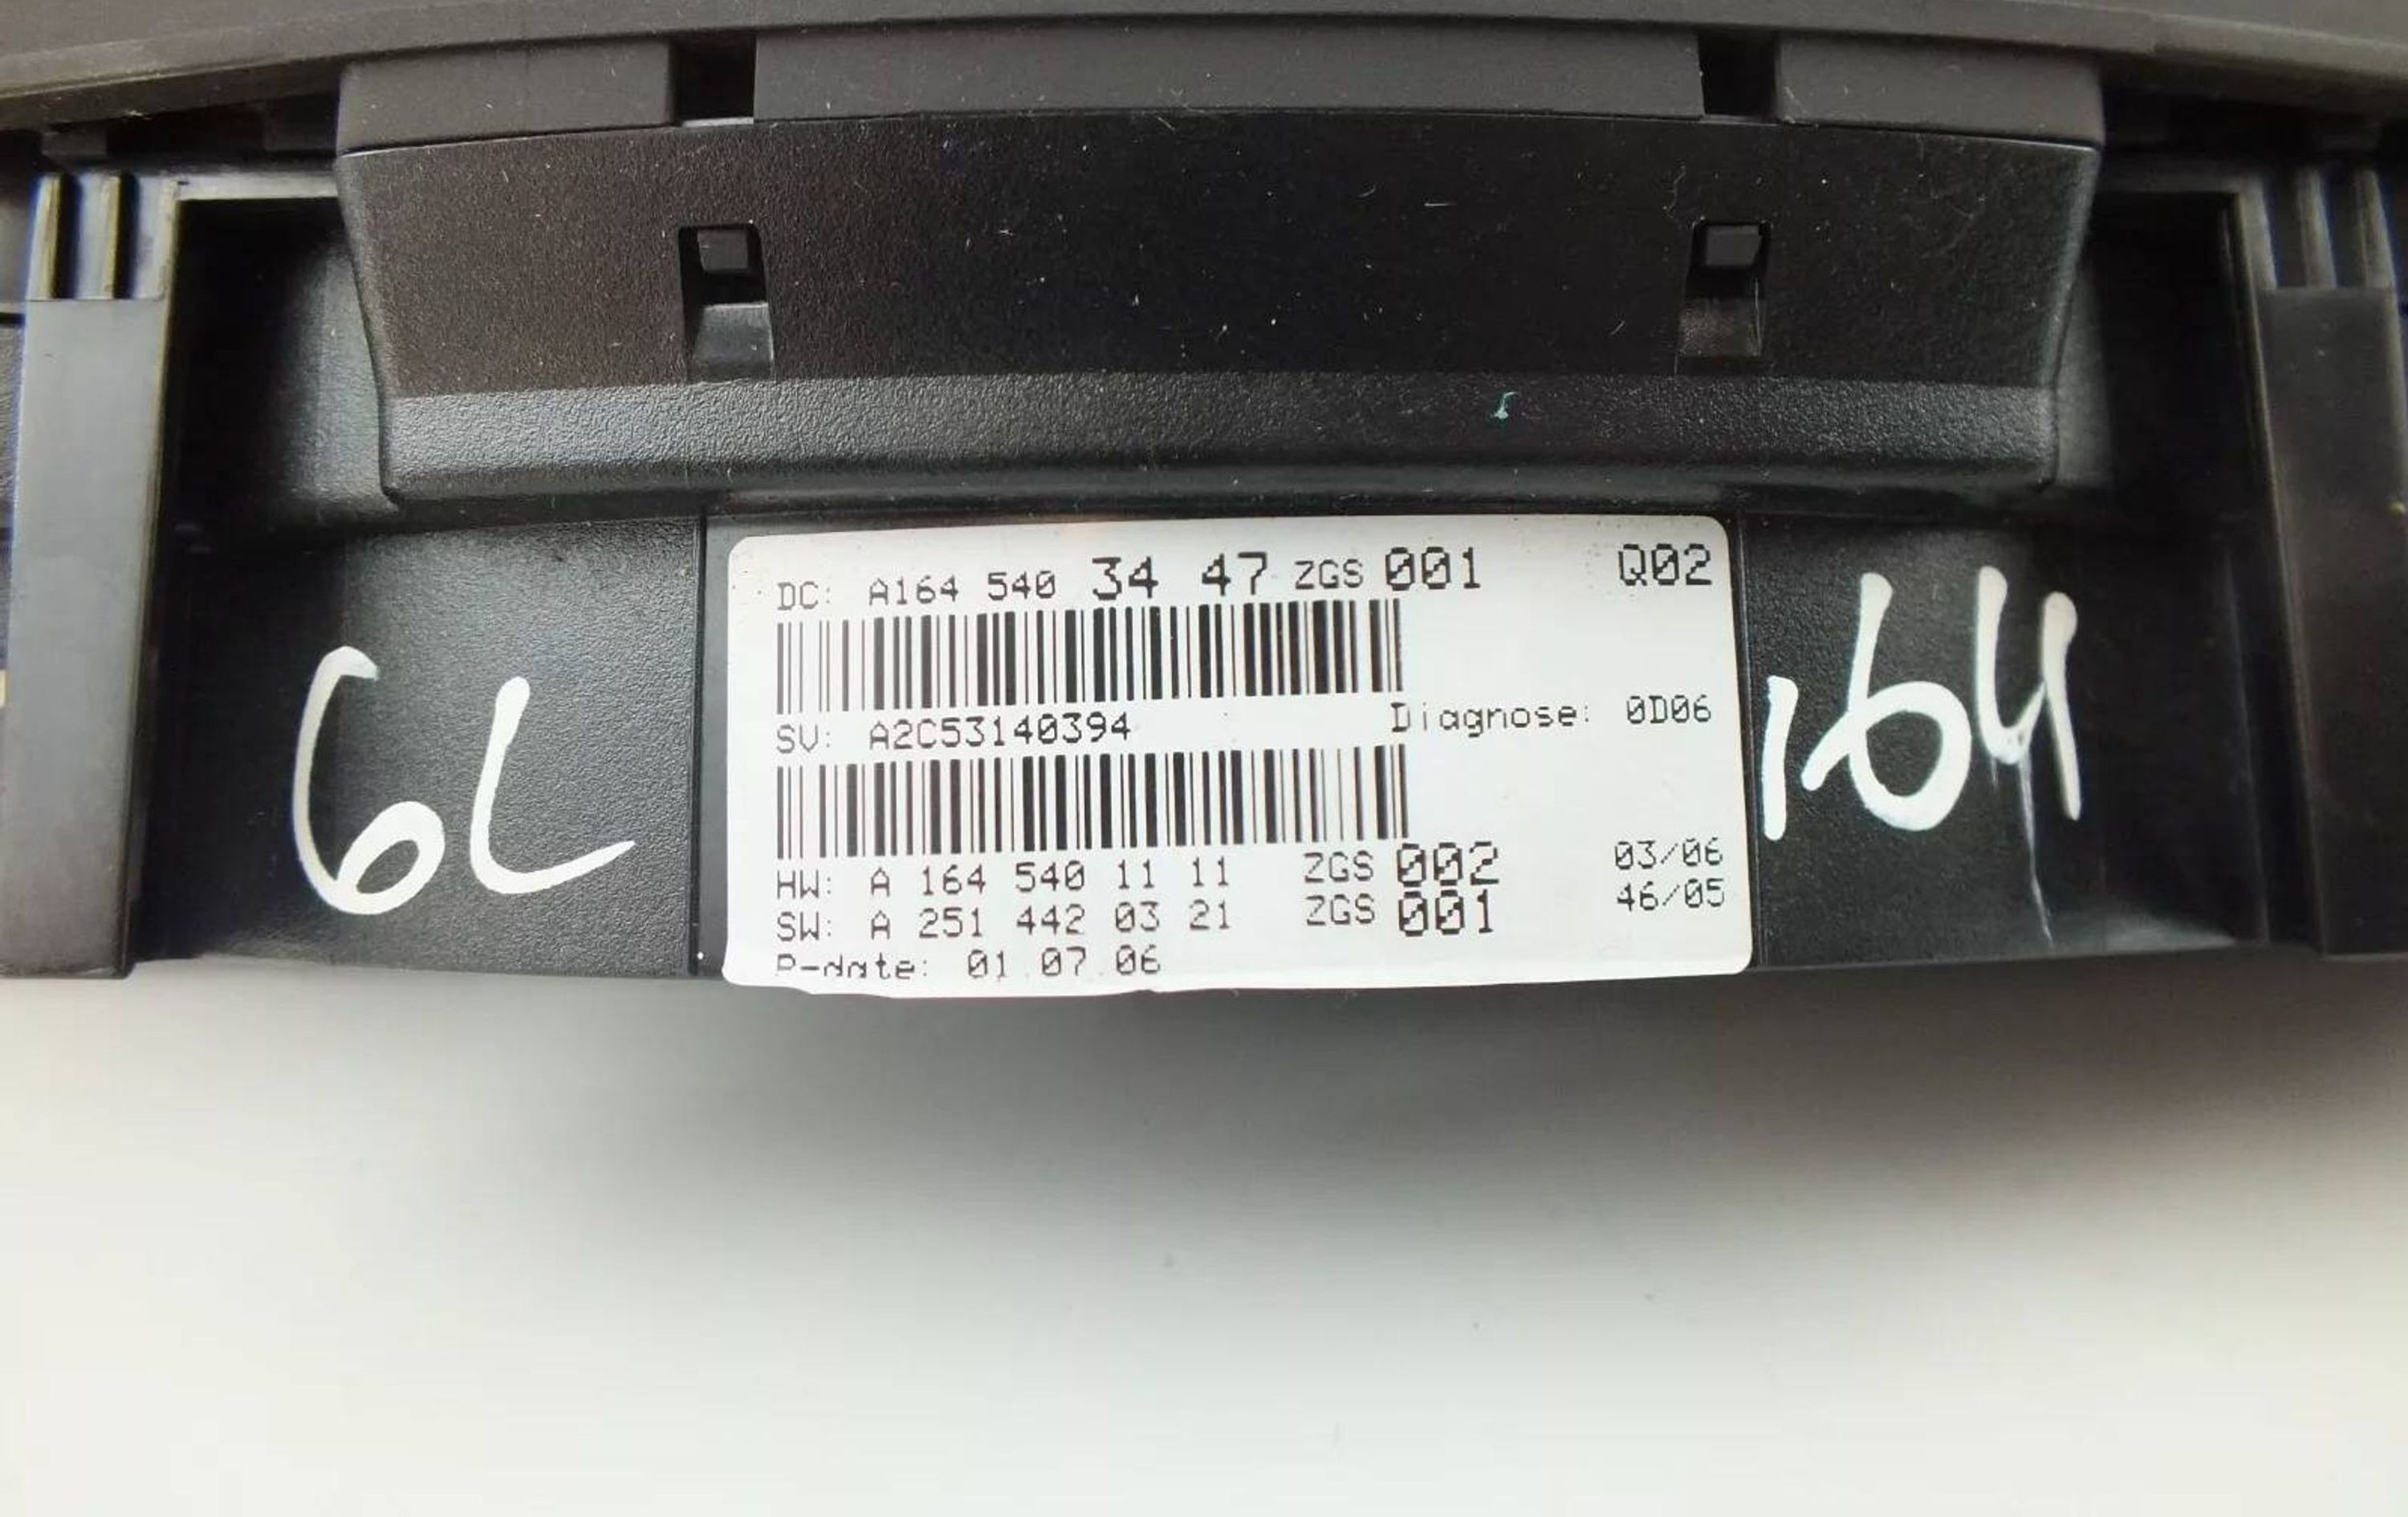 DC: A164 540 34 47 ZGS 001 Q02
SV: A2C53140394 Diagnose: 0D06
HW: A 164 540 11 11 ZGS 002 03/06
SW: A 251 442 03 21 ZGS 001 46/05
P-date: 01.07.06
GL
164